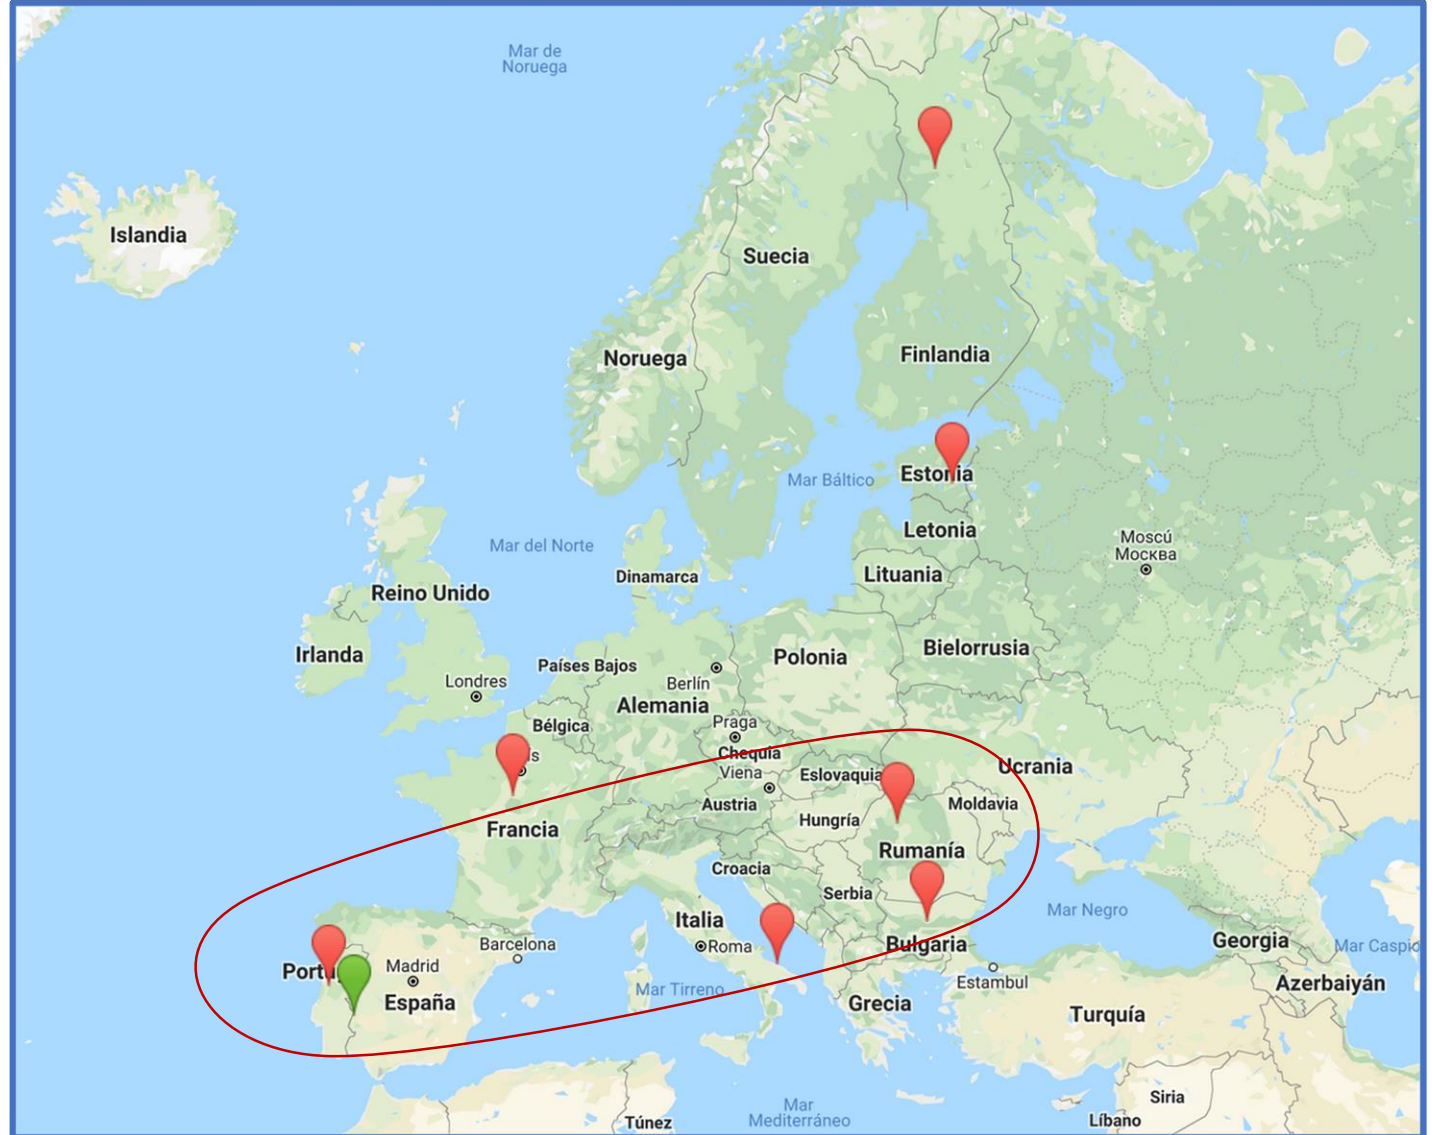 Mar de
Noruega
Islandia
Suecia
Noruega
Finlandia
Estonia
Mar Báltico
Letonia
Mar del Norte
Moscú
Москва
Dinamarca
Lituania
Reino Unido
Irlanda
Bielorrusia
Polonia
Países Bajos
Londres
Berlín
Alemania
Bélgica
Praga
Chequia
is
Ucrania
Viena
Eslovaquia
Austria
Moldavia
Hungría
Francia
Rumanía
Croacia
Serbia
Italia
Mar Negro
Barcelona
Roma
Bulgaria
Georgia
Mar Caspio
Portu
Madrid
España
Mar Tirreno
Estambul
Azerbaiyán
Grecia
Turquía
Siria
Mar
Mediterráneo
Líbano
Túnez